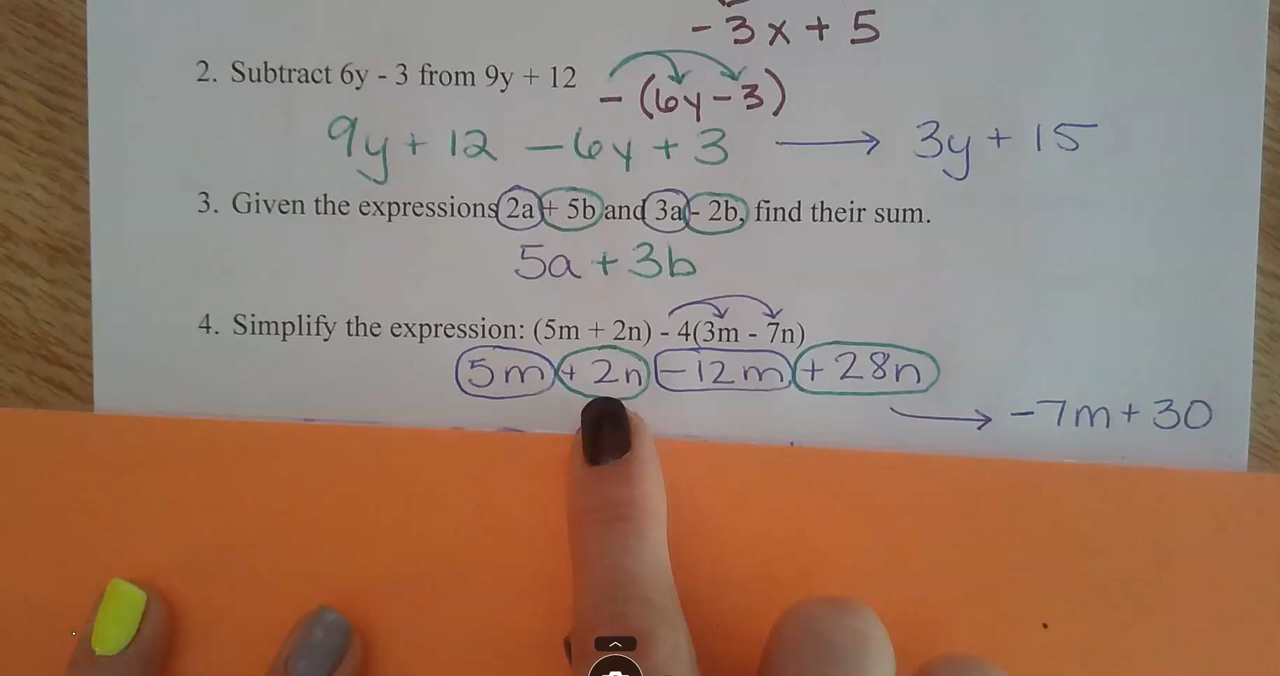 -3x + 5
2. Subtract 6y - 3 from 9y + 12
-(6y-3)
9y + 12 -6y + 3 → 3y + 15
3. Given the expressions 2a + 5b and 3a - 2b, find their sum.
5a + 3b
4. Simplify the expression: (5m + 2n) - 4(3m - 7n)
5m + 2n -12m + 28n
→ -7m + 30